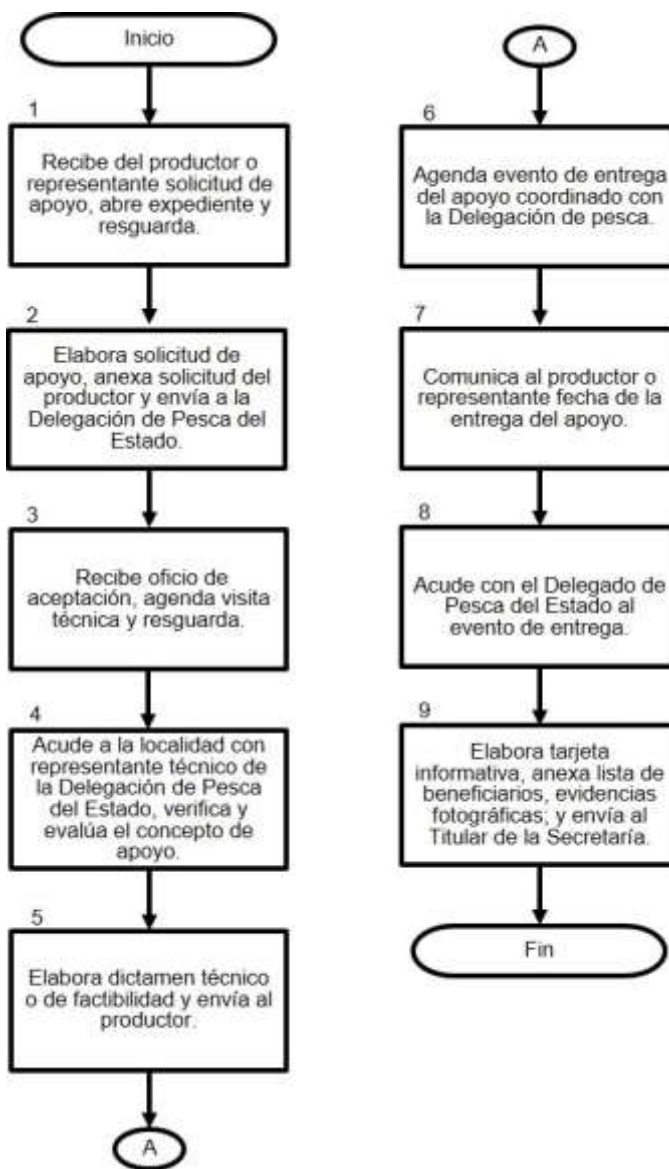 Inicio
1
Recibe del productor o
representante solicitud de
apoyo, abre expediente y
resguarda.
2
Elabora solicitud de
apoyo, anexa solicitud del
productor y envía a la
Delegación de Pesca del
Estado.
3
Recibe oficio de
aceptación, agenda visita
técnica y resguarda.
4
Acude a la localidad con
representante técnico de
la Delegación de Pesca
del Estado, verifica y
evalúa el concepto de
apoyo.
5
Elabora dictamen técnico
o de factibilidad y envía al
productor.
A
A
6
Agenda evento de entrega
del apoyo coordinado con
la Delegación de pesca.
7
Comunica al productor o
representante fecha de la
entrega del apoyo.
8
Acude con el Delegado de
Pesca del Estado al
evento de entrega.
9
Elabora tarjeta
informativa, anexa lista de
beneficiarios, evidencias
fotográficas; y envía al
Titular de la Secretaría.
Fin